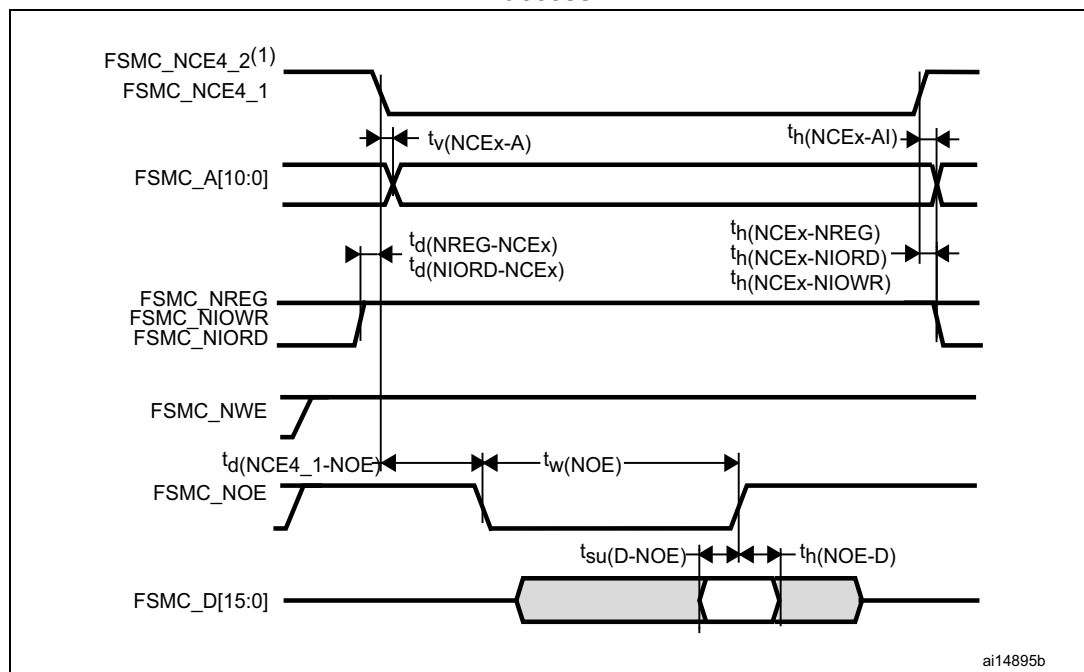 FSMC_NCE4_2(1)
FSMC_NCE4_1
tv(NCEx-A)
th(NCEx-AI)
FSMC_A[10:0]
td(NREG-NCEx)
td(NIORD-NCEx)
th(NCEx-NREG)
th(NCEx-NIORD)
th(NCEx-NIOWR)
FSMC_NREG
FSMC_NIOWR
FSMC_NIORD
FSMC_NWE
td(NCE4_1-NOE)
tw(NOE)
FSMC_NOE
tsu(D-NOE)
th(NOE-D)
FSMC_D[15:0]
ai14895b